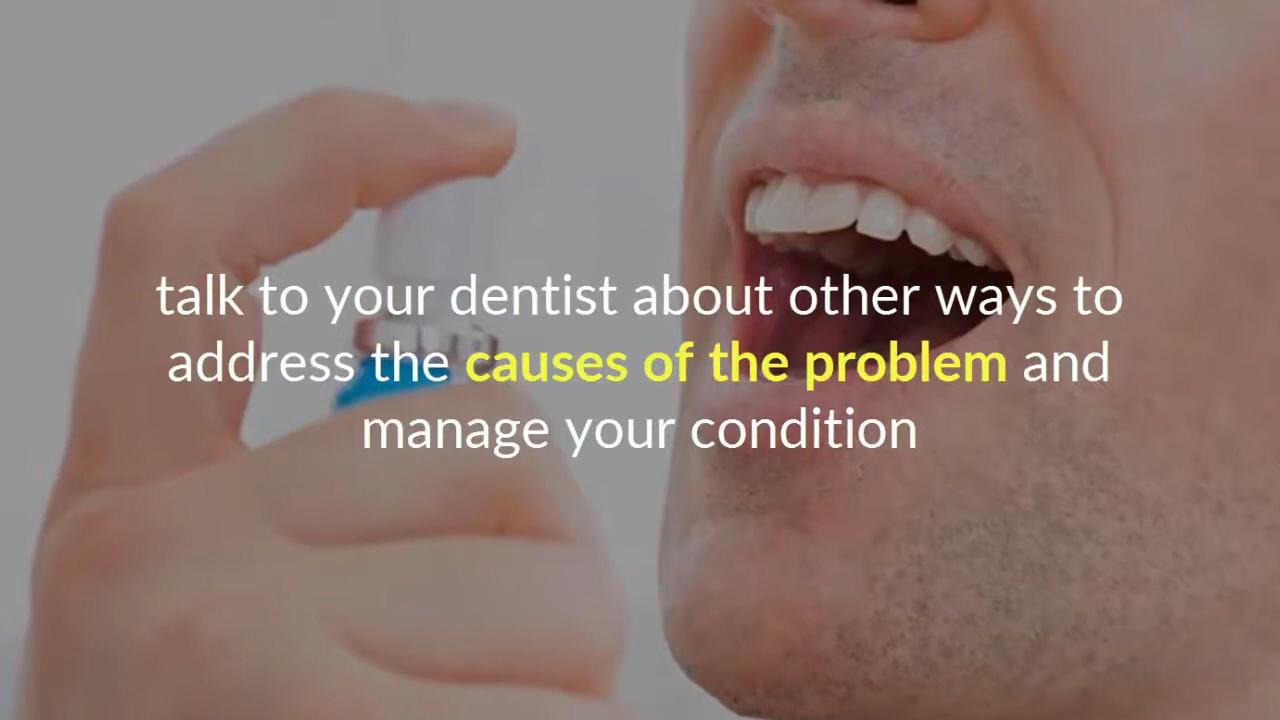 talk to your dentist about other ways to
address the causes of the problem and
manage your condition